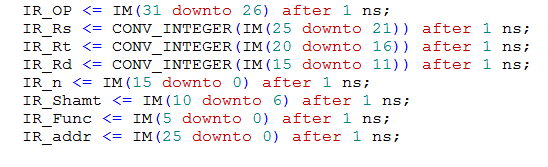 IR_OP <= IM(31 downto 26) after 1 ns;
IR_Rs <= CONV_INTEGER(IM(25 downto 21)) after 1 ns;
IR_Rt <= CONV_INTEGER(IM(20 downto 16)) after 1 ns;
IR_Rd <= CONV_INTEGER(IM(15 downto 11)) after 1 ns;
IR_n <= IM(15 downto 0) after 1 ns;
IR_Shamt <= IM(10 downto 6) after 1 ns;
IR_Func <= IM(5 downto 0) after 1 ns;
IR_addr <= IM(25 downto 0) after 1 ns;